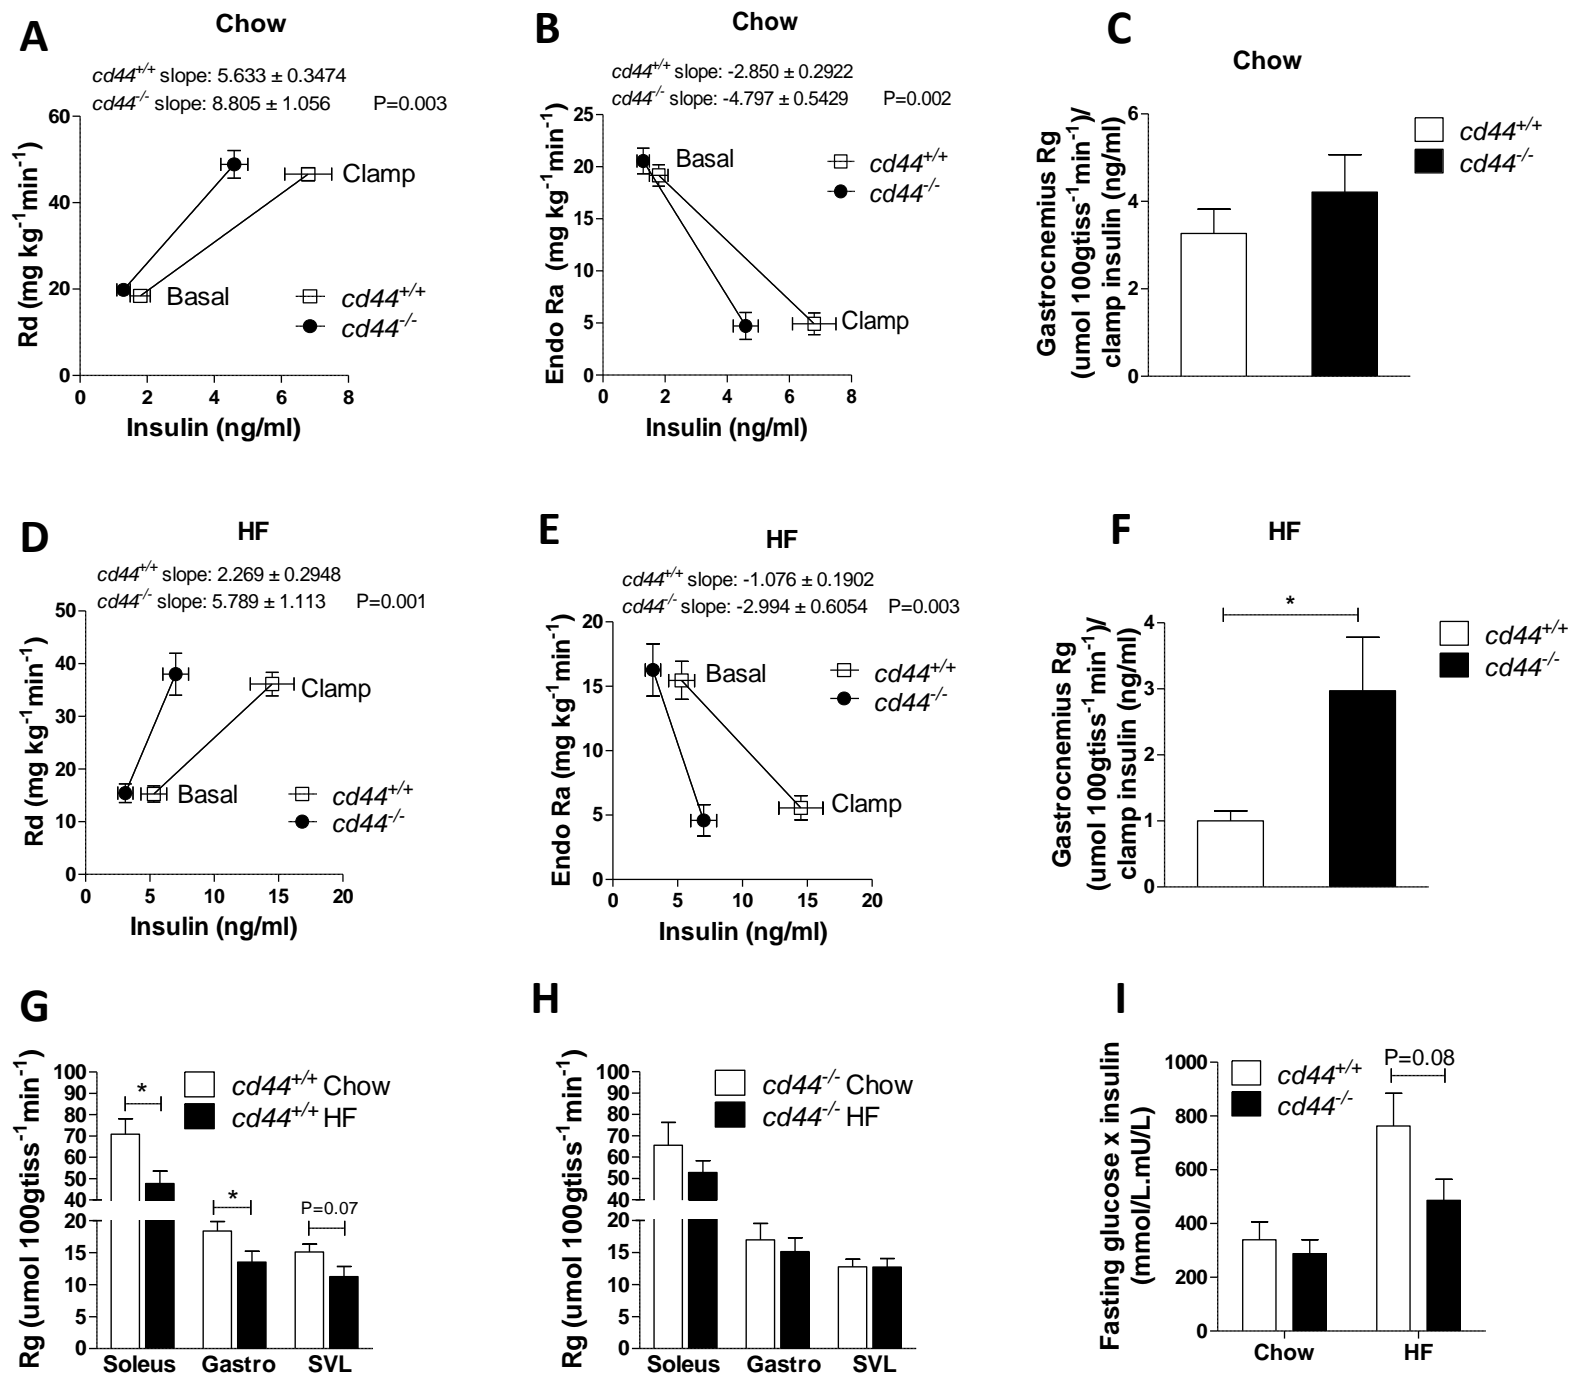 A
Chow
cd44+/+ slope: 5.633 ± 0.3474
cd44-/- slope: 8.805 ± 1.056 P=0.003
Rd (mg kg-1min-1)
60
40
20
0
Clamp
Basal
cd44+/+
cd44-/-
0 2 4 6 8
Insulin (ng/ml)
B
Chow
cd44+/+ slope: -2.850 ± 0.2922
cd44-/- slope: -4.797 ± 0.5429 P=0.002
Endo Ra (mg kg-1min-1)
25
20
15
10
5
0
Basal
cd44+/+
cd44-/-
Clamp
0 2 4 6 8
Insulin (ng/ml)
C
Chow
Gastrocnemius Rg
(umol 100gtiss-1min-1)/
clamp insulin (ng/ml)
6
4
2
0
cd44+/+
cd44-/-
D
HF
cd44+/+ slope: 2.269 ± 0.2948
cd44-/- slope: 5.789 ± 1.113 P=0.001
Rd (mg kg-1min-1)
50
40
30
20
10
0
Clamp
Basal
cd44+/+
cd44-/-
0 5 10 15 20
Insulin (ng/ml)
E
HF
cd44+/+ slope: -1.076 ± 0.1902
cd44-/- slope: -2.994 ± 0.6054 P=0.003
Endo Ra (mg kg-1min-1)
20
15
10
5
0
Basal
cd44+/+
cd44-/-
Clamp
0 5 10 15 20
Insulin (ng/ml)
F
HF
Gastrocnemius Rg
(umol 100gtiss-1min-1)/
clamp insulin (ng/ml)
4
3
2
1
0
*
cd44+/+
cd44-/-
G
Rg (umol 100gtiss-1min-1)
100
90
80
70
60
50
40
20
15
10
5
0
cd44+/+ Chow
cd44+/+ HF
*
*
P=0.07
Soleus Gastro SVL
H
Rg (umol 100gtiss-1min-1)
100
90
80
70
60
50
40
20
15
10
5
0
cd44-/- Chow
cd44-/- HF
Soleus Gastro SVL
I
Fasting glucose x insulin
(mmol/L.mU/L)
1000
800
600
400
200
0
cd44+/+
cd44-/-
P=0.08
Chow HF